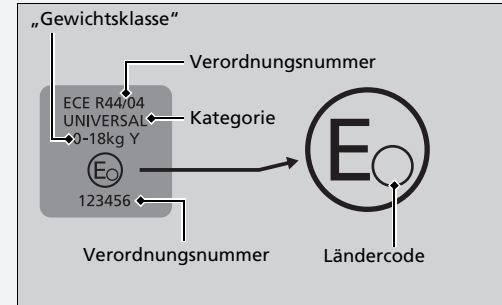 „Gewichtsklasse“
Verordnungsnummer
ECE R44/04
UNIVERSAL
Kategorie
0-18kg Y
E
E
123456
Verordnungsnummer
Ländercode